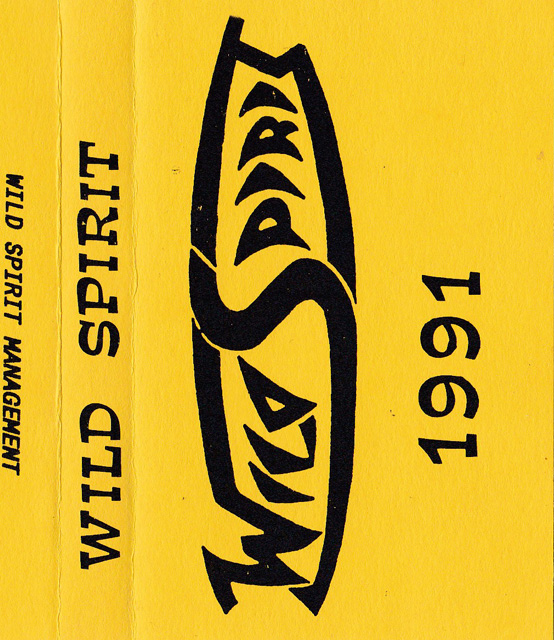 WILD SPIRIT MANAGEMENT
WILD SPIRIT
WILD SPIRIT
1991